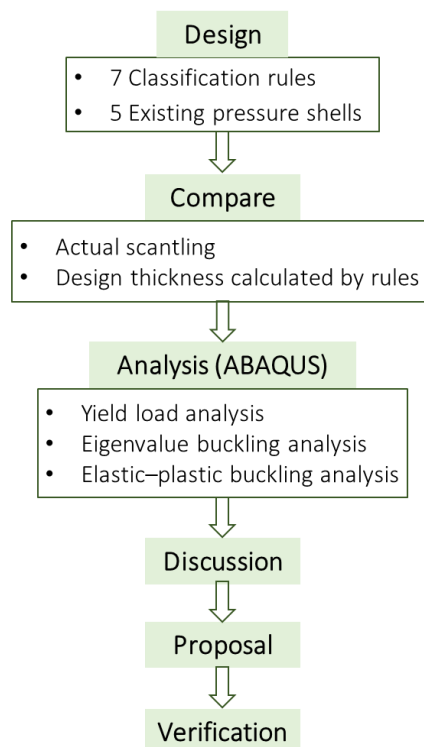 Design
• 7 Classification rules
• 5 Existing pressure shells
Compare
• Actual scantling
• Design thickness calculated by rules
Analysis (ABAQUS)
• Yield load analysis
• Eigenvalue buckling analysis
• Elastic–plastic buckling analysis
Discussion
Proposal
Verification